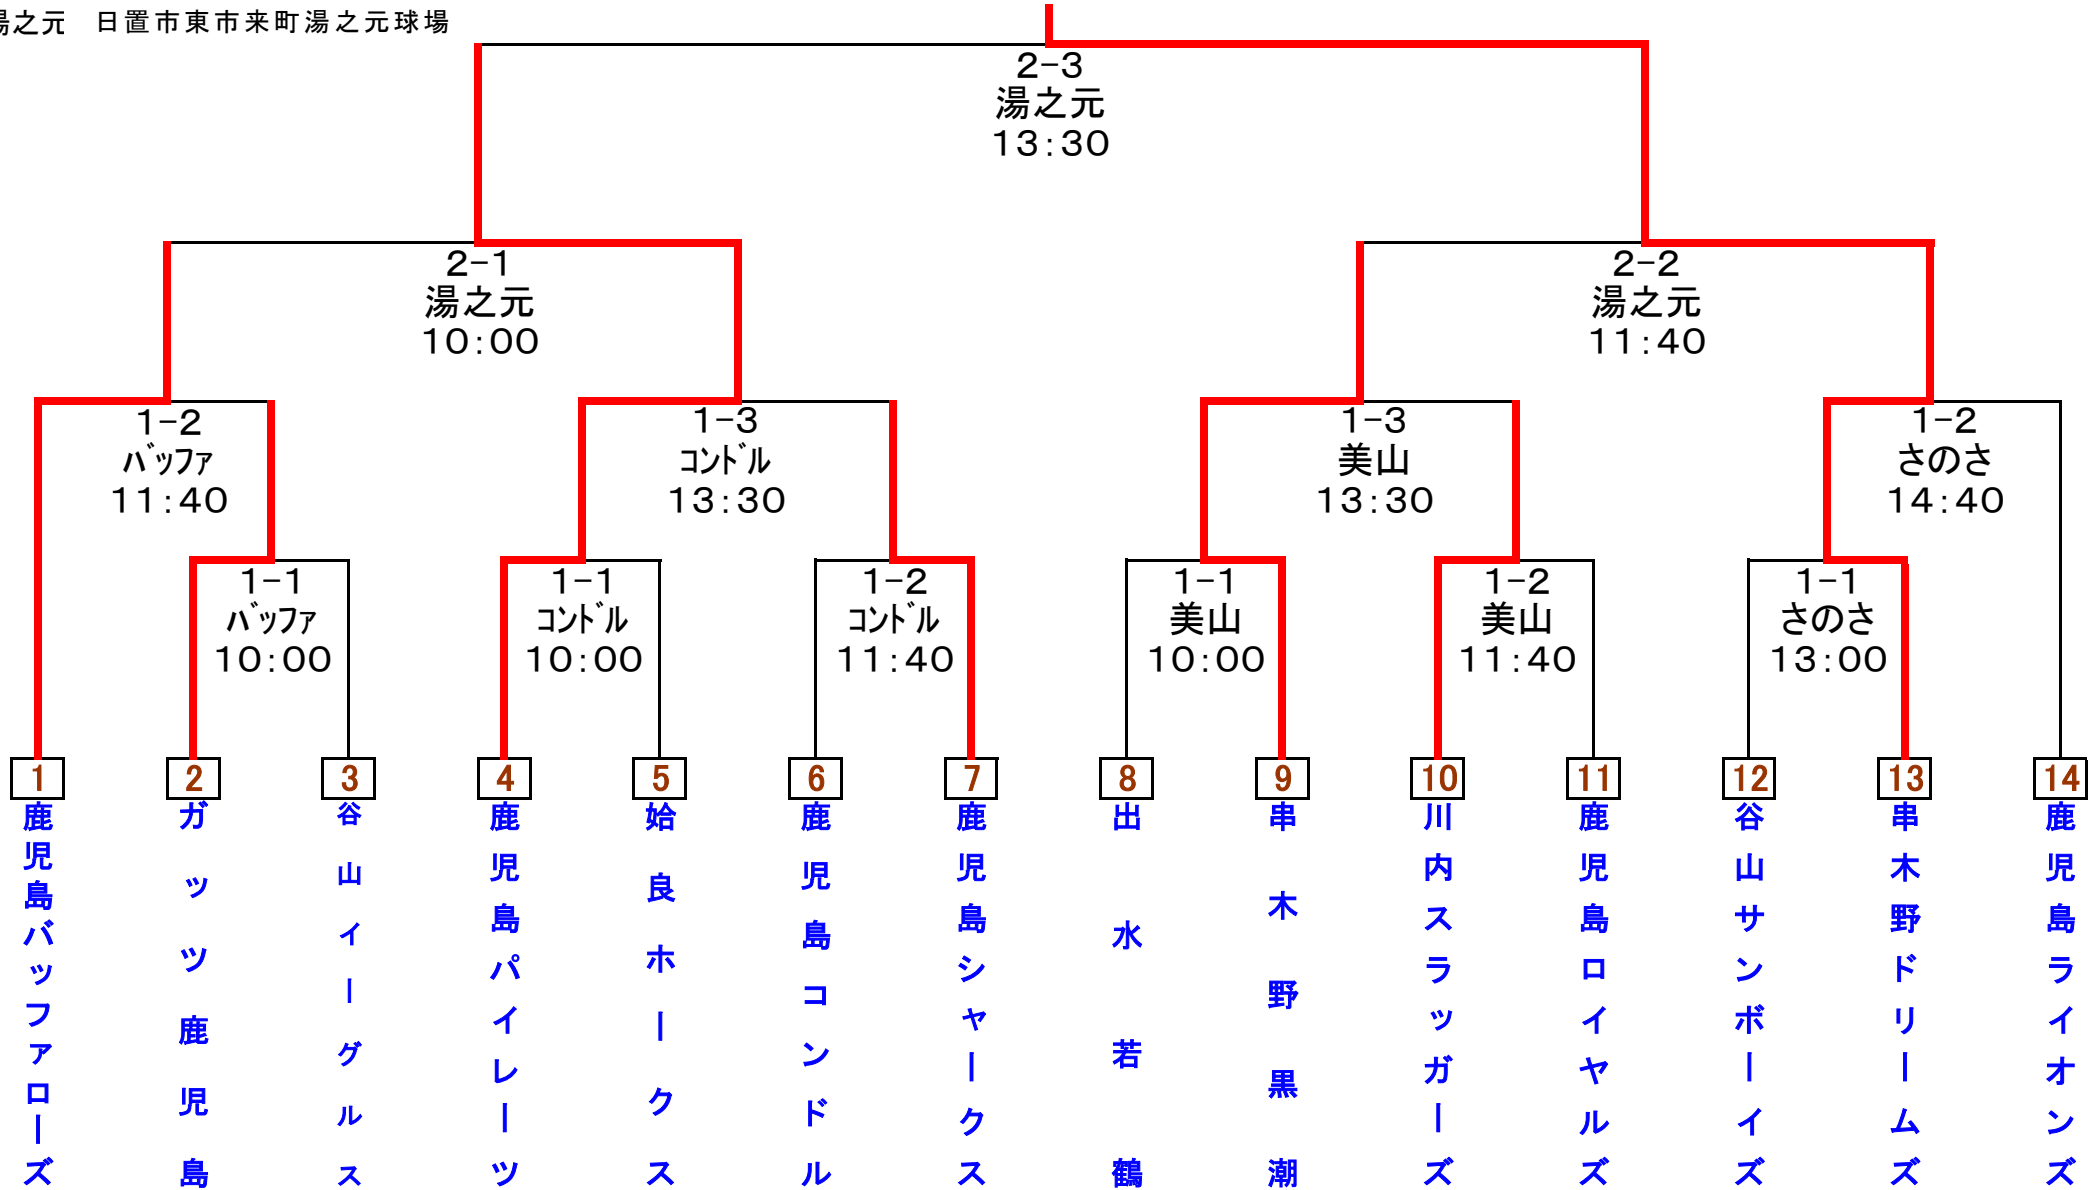 湯之元 日置市東市来町湯之元球場
2-3
湯之元
13:30
2-1
湯之元
10:00
2-2
湯之元
11:40
1-2
ﾊﾞｯﾌｧ
11:40
1-3
ｺﾝﾄﾞﾙ
13:30
1-3
美山
13:30
1-2
さのさ
14:40
1-1
ﾊﾞｯﾌｧ
10:00
1-1
ｺﾝﾄﾞﾙ
10:00
1-2
ｺﾝﾄﾞﾙ
11:40
1-1
美山
10:00
1-2
美山
11:40
1-1
さのさ
13:00
1
鹿児島バッファローズ
2
ガッツ鹿児島
3
谷山イーグルス
4
鹿児島パイレーツ
5
姶良ホークス
6
鹿児島コンドル
7
鹿児島シャークス
8
出水若鶴
9
串木野黒潮
10
川内スラッガーズ
11
鹿児島ロイヤルズ
12
谷山サンボーイズ
13
串木野ドリームズ
14
鹿児島ライオンズ